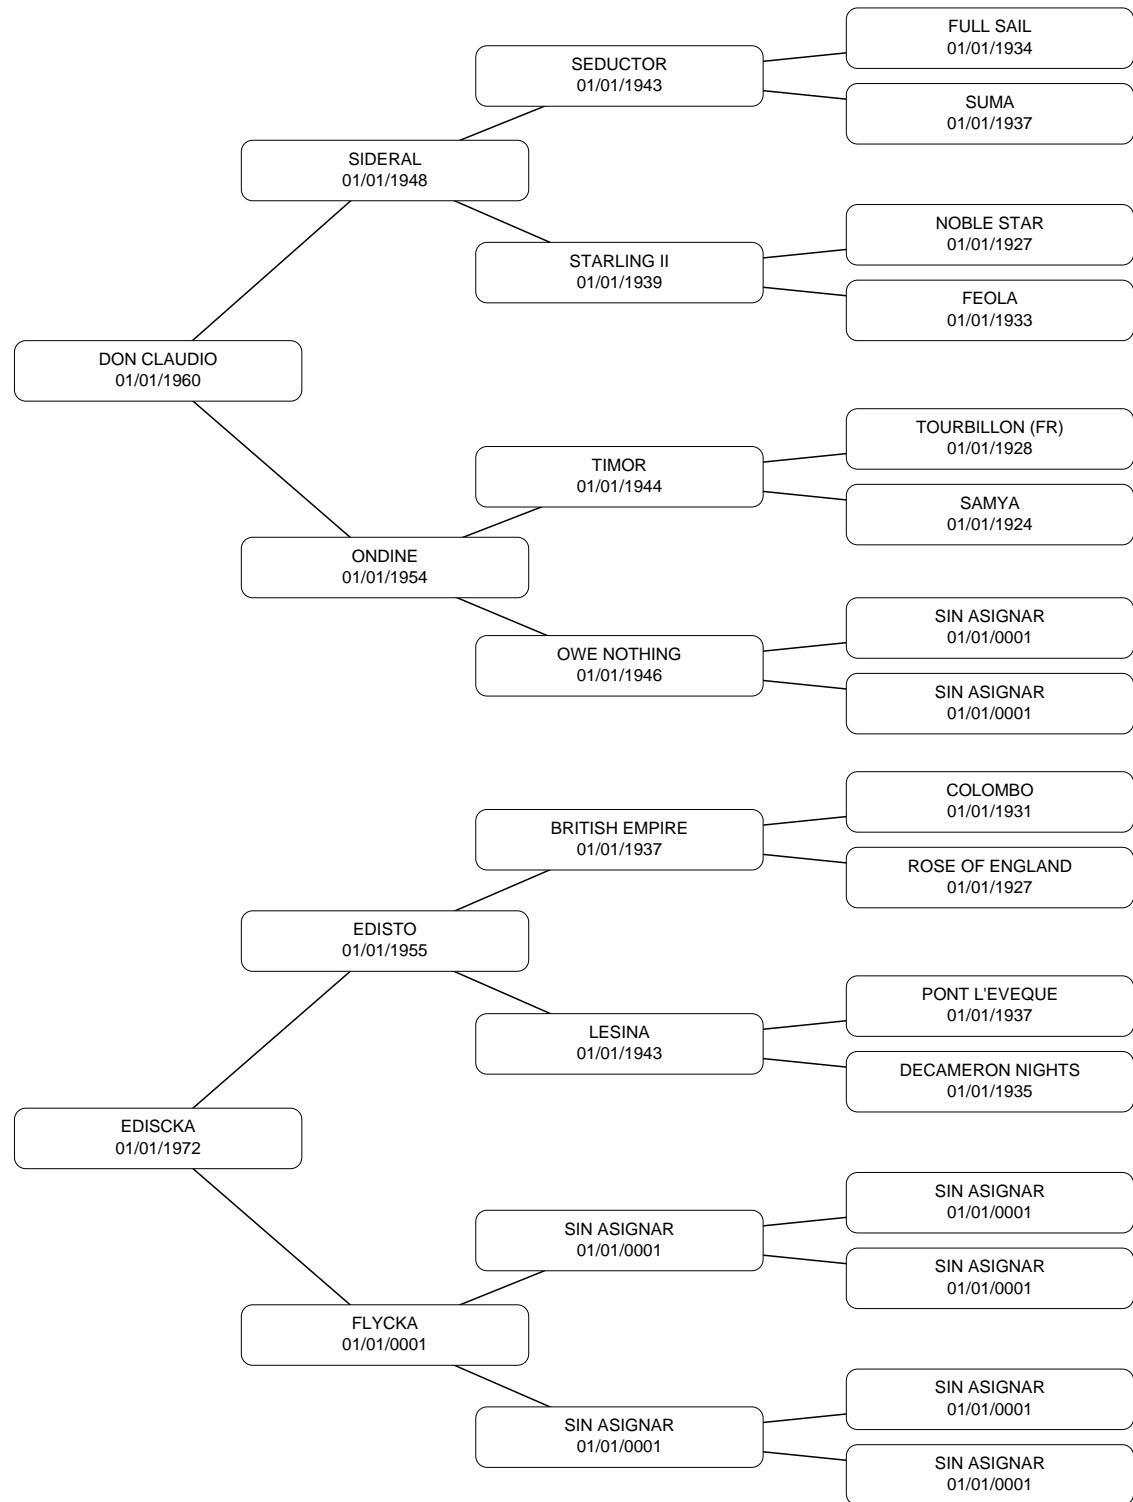 FULL SAIL
01/01/1934
SEDUCTOR
01/01/1943
SUMA
01/01/1937
SIDERAL
01/01/1948
NOBLE STAR
01/01/1927
STARLING II
01/01/1939
FEOLA
01/01/1933
DON CLAUDIO
01/01/1960
TOURBILLON (FR)
01/01/1928
TIMOR
01/01/1944
SAMYA
01/01/1924
ONDINE
01/01/1954
SIN ASIGNAR
01/01/0001
OWE NOTHING
01/01/1946
SIN ASIGNAR
01/01/0001
COLOMBO
01/01/1931
BRITISH EMPIRE
01/01/1937
ROSE OF ENGLAND
01/01/1927
EDISTO
01/01/1955
PONT L'EVEQUE
01/01/1937
LESINA
01/01/1943
DECAMERON NIGHTS
01/01/1935
EDISCKA
01/01/1972
SIN ASIGNAR
01/01/0001
SIN ASIGNAR
01/01/0001
SIN ASIGNAR
01/01/0001
FLYCKA
01/01/0001
SIN ASIGNAR
01/01/0001
SIN ASIGNAR
01/01/0001
SIN ASIGNAR
01/01/0001